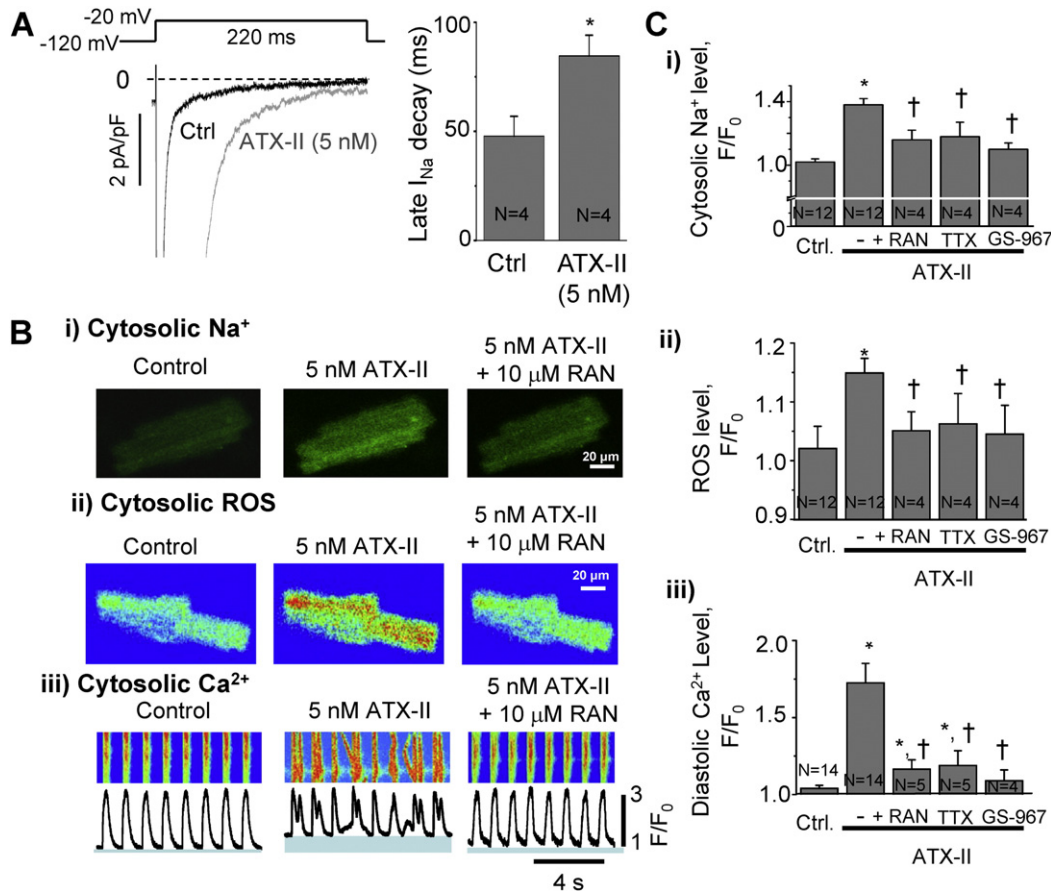 A
-20 mV
-120 mV
220 ms
0
Ctrl
ATX-II (5 nM)
2 pA/pF
Late I_Na decay (ms)
100
50
0
*
N=4
N=4
Ctrl
ATX-II
(5 nM)
B
i) Cytosolic Na⁺
Control
5 nM ATX-II
5 nM ATX-II
+ 10 µM RAN
20 µm
ii) Cytosolic ROS
Control
5 nM ATX-II
5 nM ATX-II
+ 10 µM RAN
20 µm
iii) Cytosolic Ca²⁺
Control
5 nM ATX-II
5 nM ATX-II
+ 10 µM RAN
3
1
F/F₀
4 s
C
i)
Cytosolic Na⁺ level,
F/F₀
1.4
1.0
0
*
†
†
†
N=12
N=12
N=4
N=4
N=4
Ctrl.
- + RAN TTX GS-967
ATX-II
ii)
ROS level,
F/F₀
1.2
1.1
1.0
0.9
*
†
†
†
N=12
N=12
N=4
N=4
N=4
Ctrl.
- + RAN TTX GS-967
ATX-II
iii)
Diastolic Ca²⁺ Level,
F/F₀
2.0
1.5
1.0
*
*, †
*, †
†
N=14
N=14
N=5
N=5
N=4
Ctrl.
- + RAN TTX GS-967
ATX-II